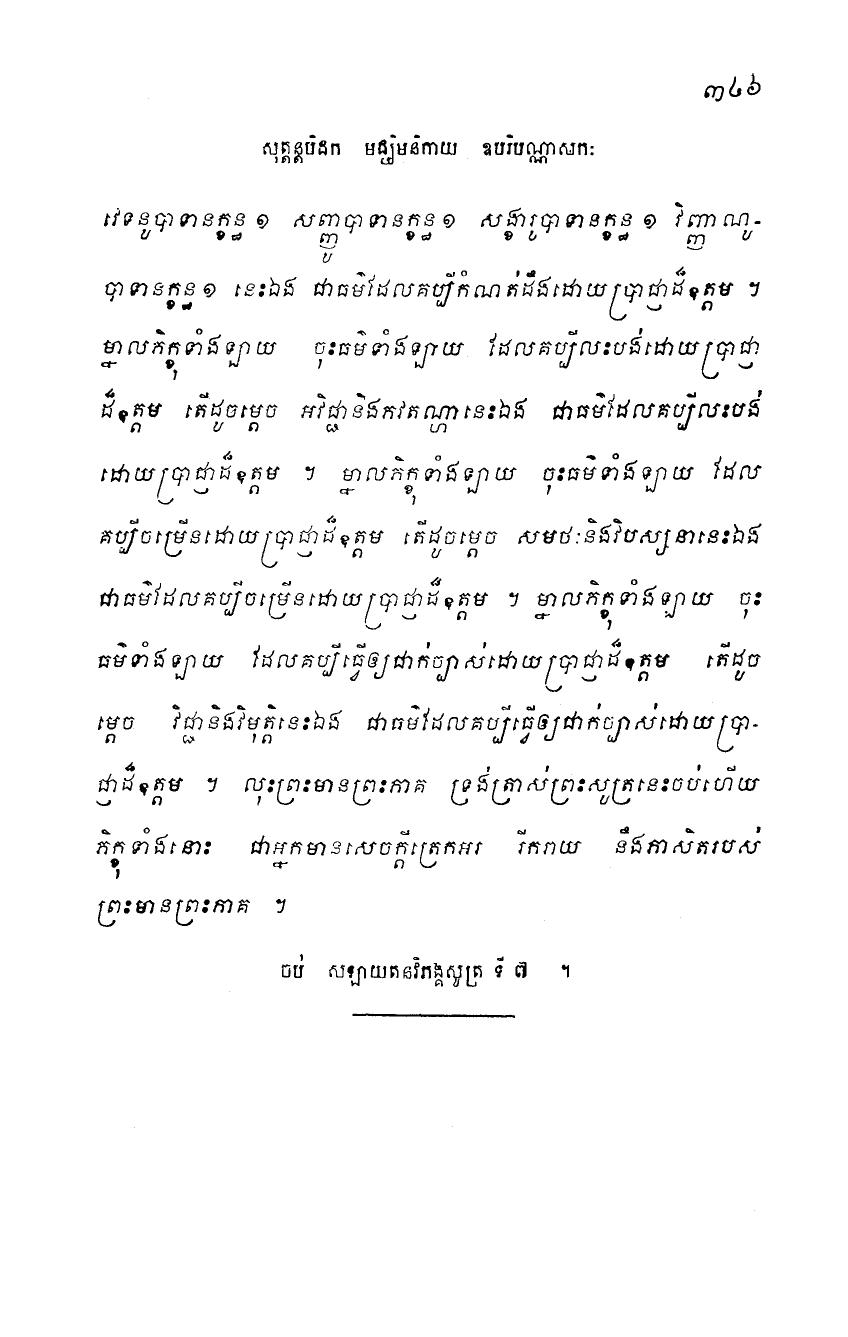 ៣៤៦
សុត្តន្តបិដក មជ្ឈិមនិកាយ ឧបរិបណ្ណាសកៈ
វេទនូបាទានក្ខន្ធ ១ សញ្ញូបាទានក្ខន្ធ ១ សង្ខារូបាទានក្ខន្ធ ១ វិញ្ញាណូ-
បាទានក្ខន្ធ ១ នេះឯង ជាធម៌ដែលគប្បីកំណត់ដឹងដោយប្រាជ្ញាដ៏ឧត្តម ។
ម្នាលភិក្ខុទាំងឡាយ ចុះធម៌ទាំងឡាយ ដែលគប្បីលះបង់ដោយប្រាជ្ញា
ដ៏ឧត្តម តើដូចម្តេច អវិជ្ជានិងភវតណ្ហានេះឯង ជាធម៌ដែលគប្បីលះបង់
ដោយប្រាជ្ញាដ៏ឧត្តម ។ ម្នាលភិក្ខុទាំងឡាយ ចុះធម៌ទាំងឡាយ ដែល
គប្បីចម្រើនដោយប្រាជ្ញាដ៏ឧត្តម តើដូចម្តេច សមថៈនិងវិបស្សនានេះឯង
ជាធម៌ដែលគប្បីចម្រើនដោយប្រាជ្ញាដ៏ឧត្តម ។ ម្នាលភិក្ខុទាំងឡាយ ចុះ
ធម៌ទាំងឡាយ ដែលគប្បីធ្វើឲ្យជាក់ច្បាស់ដោយប្រាជ្ញាដ៏ឧត្តម តើដូច
ម្តេច វិជ្ជានិងវិមុត្តិនេះឯង ជាធម៌ដែលគប្បីធ្វើឲ្យជាក់ច្បាស់ដោយប្រា-
ជ្ញាដ៏ឧត្តម ។ លុះព្រះមានព្រះភាគ ទ្រង់ត្រាស់ព្រះសូត្រនេះចប់ហើយ
ភិក្ខុទាំងនោះ ជាអ្នកមានសេចក្តីត្រេកអរ រីករាយ នឹងភាសិតរបស់
ព្រះមានព្រះភាគ ។
ចប់ សឡាយតនវិភង្គសូត្រ ទី ៧ ។